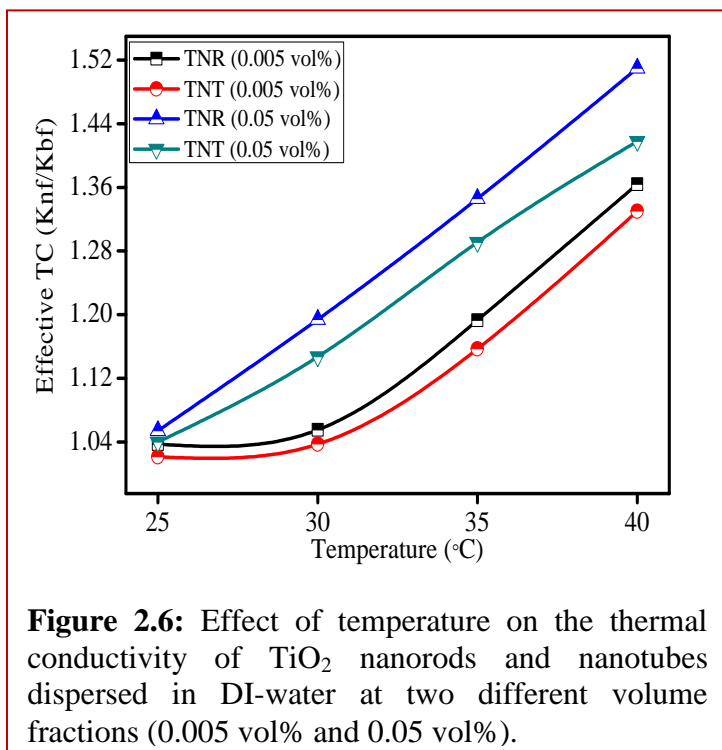 TNR (0.005 vol%)
TNT (0.005 vol%)
TNR (0.05 vol%)
TNT (0.05 vol%)
Effective TC (Knf/Kbf)
1.52
1.44
1.36
1.28
1.20
1.12
1.04
25 30 35 40
Temperature (°C)
Figure 2.6: Effect of temperature on the thermal
conductivity of TiO₂ nanorods and nanotubes
dispersed in DI-water at two different volume
fractions (0.005 vol% and 0.05 vol%).